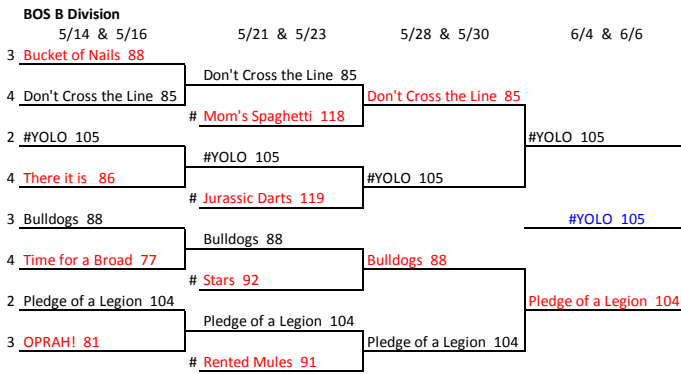 BOS B Division
5/14 & 5/16 5/21 & 5/23 5/28 & 5/30 6/4 & 6/6
3 Bucket of Nails 88
Don't Cross the Line 85
4 Don't Cross the Line 85 Don't Cross the Line 85
# Mom's Spaghetti 118
2 #YOLO 105 #YOLO 105
#YOLO 105
4 There it is 86 #YOLO 105
# Jurassic Darts 119
3 Bulldogs 88 #YOLO 105
Bulldogs 88
4 Time for a Broad 77 Bulldogs 88
# Stars 92
2 Pledge of a Legion 104 Pledge of a Legion 104
Pledge of a Legion 104
3 OPRAH! 81 Pledge of a Legion 104
# Rented Mules 91